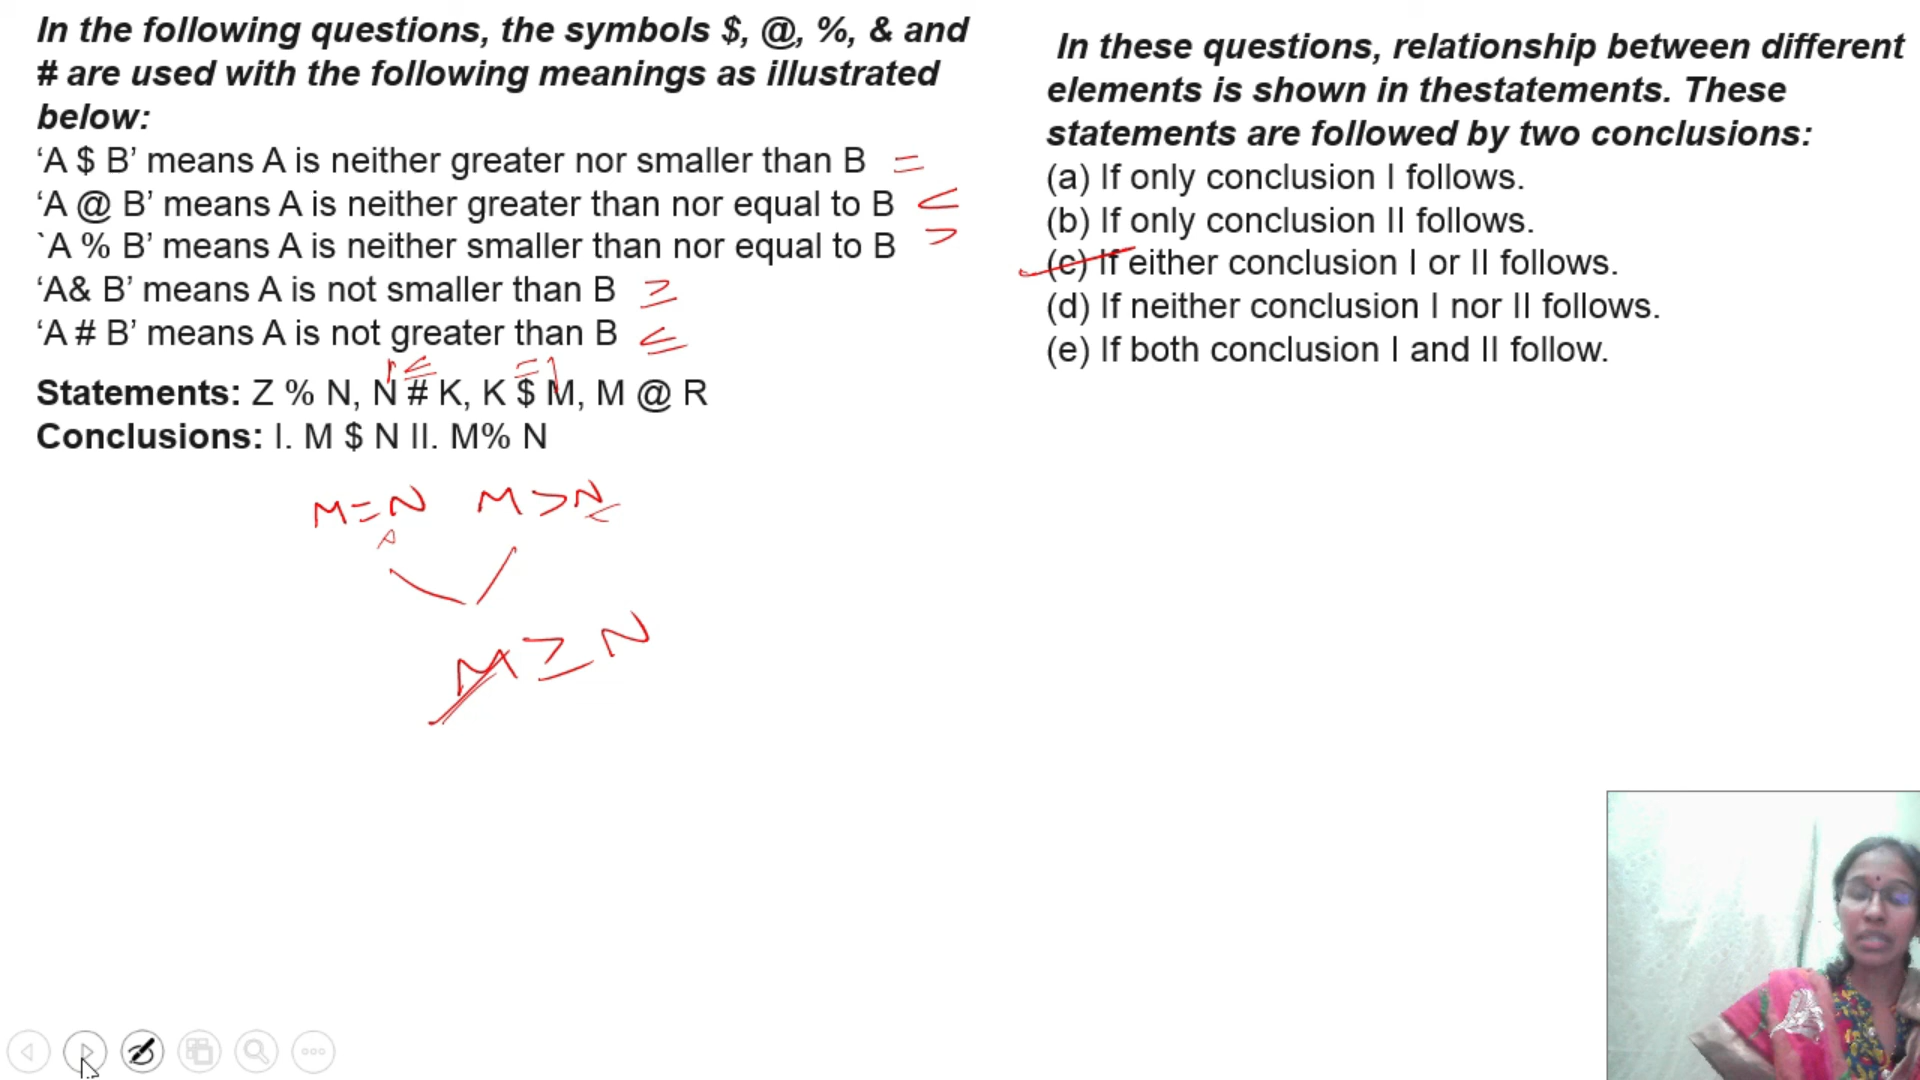 In the following questions, the symbols $, @, %, & and
# are used with the following meanings as illustrated
below:
‘A $ B’ means A is neither greater nor smaller than B =
‘A @ B’ means A is neither greater than nor equal to B <
`A % B’ means A is neither smaller than nor equal to B >
‘A& B’ means A is not smaller than B ≥
‘A # B’ means A is not greater than B ≤
≤ =
Statements: Z % N, N # K, K $ M, M @ R
Conclusions: I. M $ N II. M% N
M=N M>N
M≥N
In these questions, relationship between different
elements is shown in thestatements. These
statements are followed by two conclusions:
(a) If only conclusion I follows.
(b) If only conclusion II follows.
(c) If either conclusion I or II follows.
(d) If neither conclusion I nor II follows.
(e) If both conclusion I and II follow.